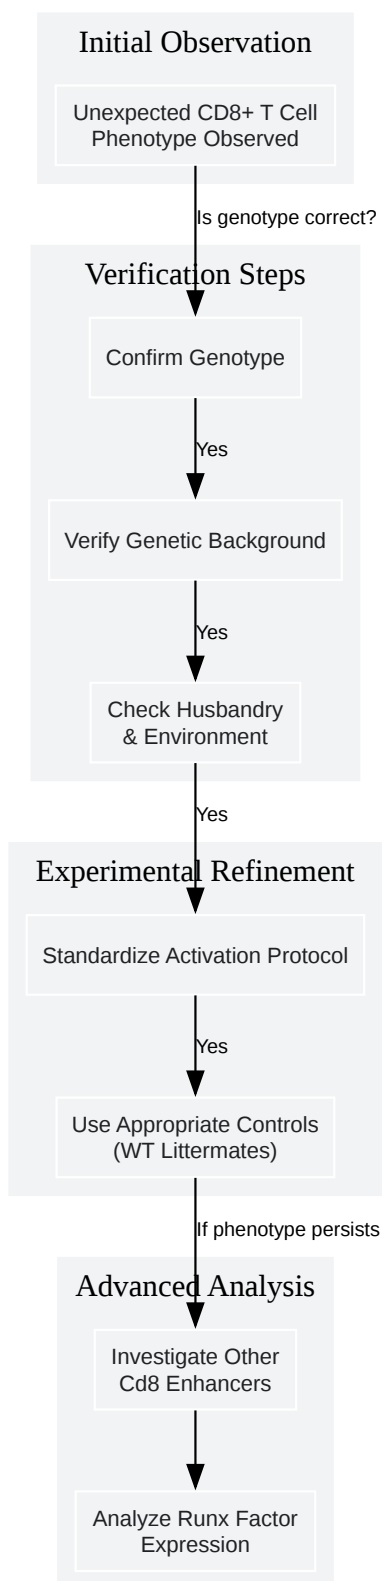 Initial Observation
Unexpected CD8+ T Cell
Phenotype Observed
Is genotype correct?
Verification Steps
Confirm Genotype
Yes
Verify Genetic Background
Yes
Check Husbandry
& Environment
Yes
Experimental Refinement
Standardize Activation Protocol
Yes
Use Appropriate Controls
(WT Littermates)
If phenotype persists
Advanced Analysis
Investigate Other
Cd8 Enhancers
Analyze Runx Factor
Expression